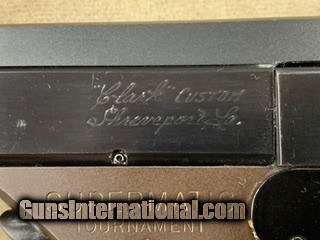 "Clark" CUSTOM
Shreveport La.
SUPERMATIC
TOURNAMENT
GunsInternational.com